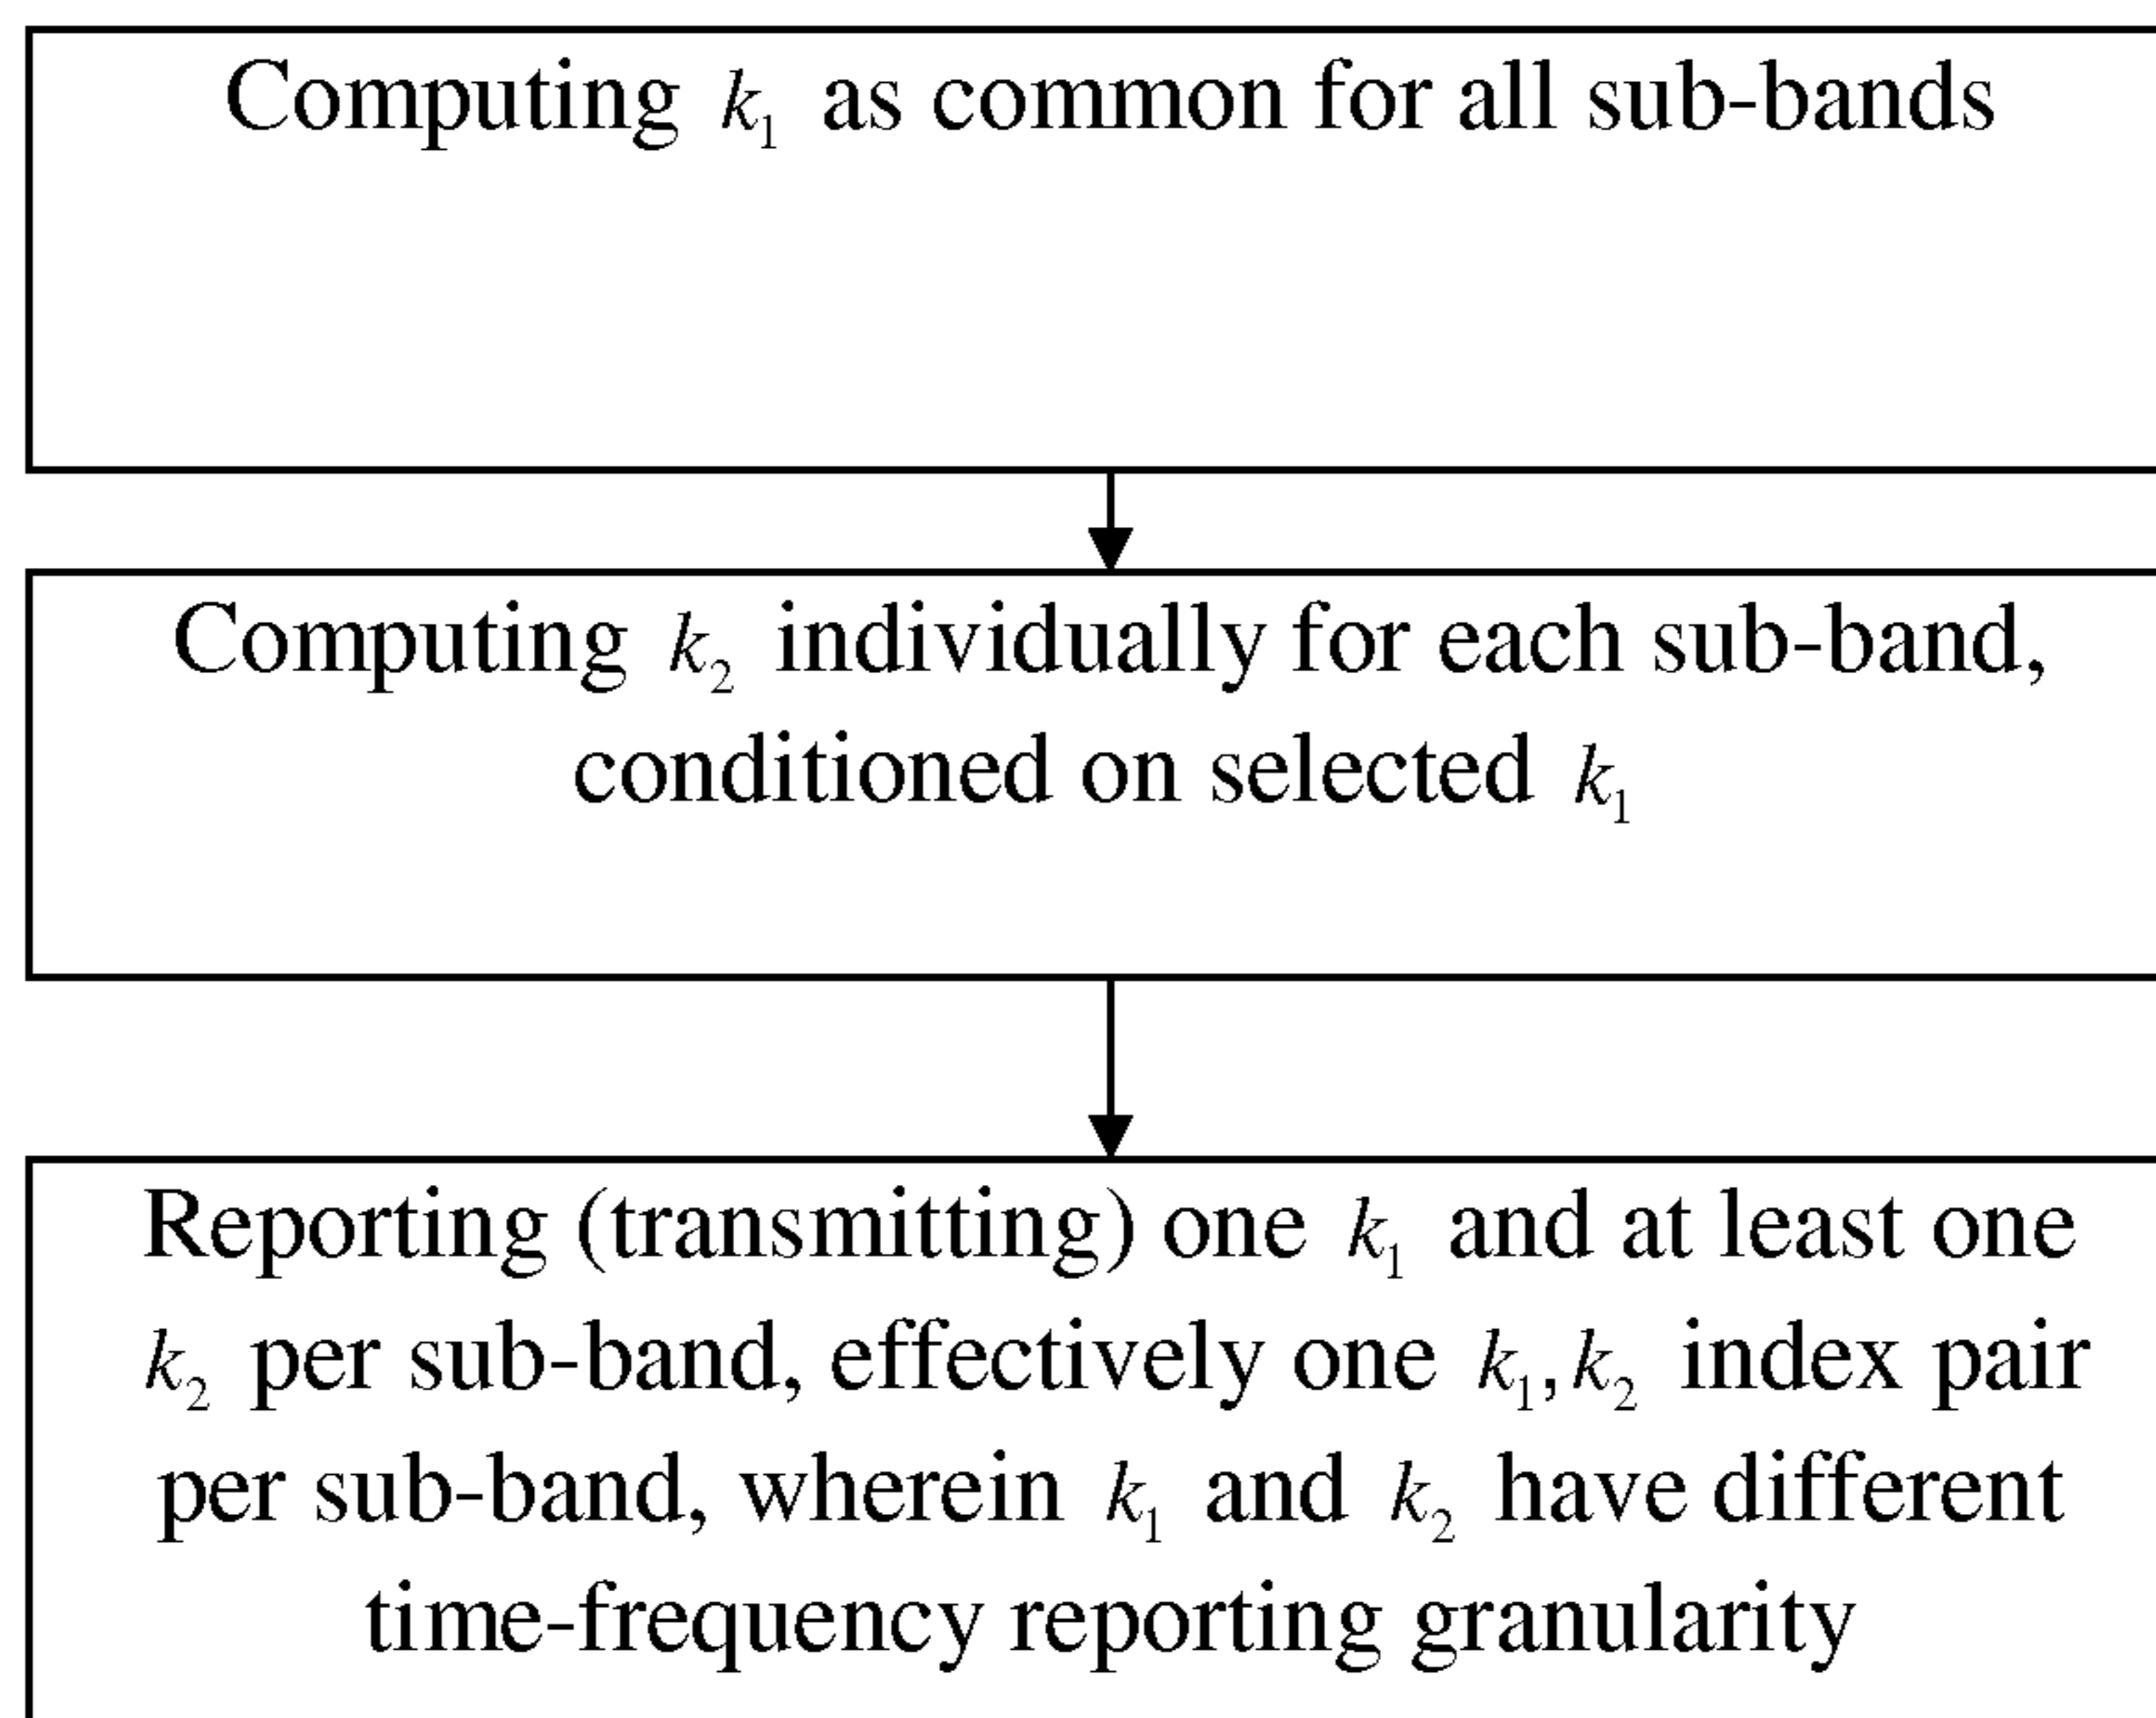 Computing k₁ as common for all sub-bands
Computing k₂ individually for each sub-band,
conditioned on selected k₁
Reporting (transmitting) one k₁ and at least one
k₂ per sub-band, effectively one k₁,k₂ index pair
per sub-band, wherein k₁ and k₂ have different
time-frequency reporting granularity